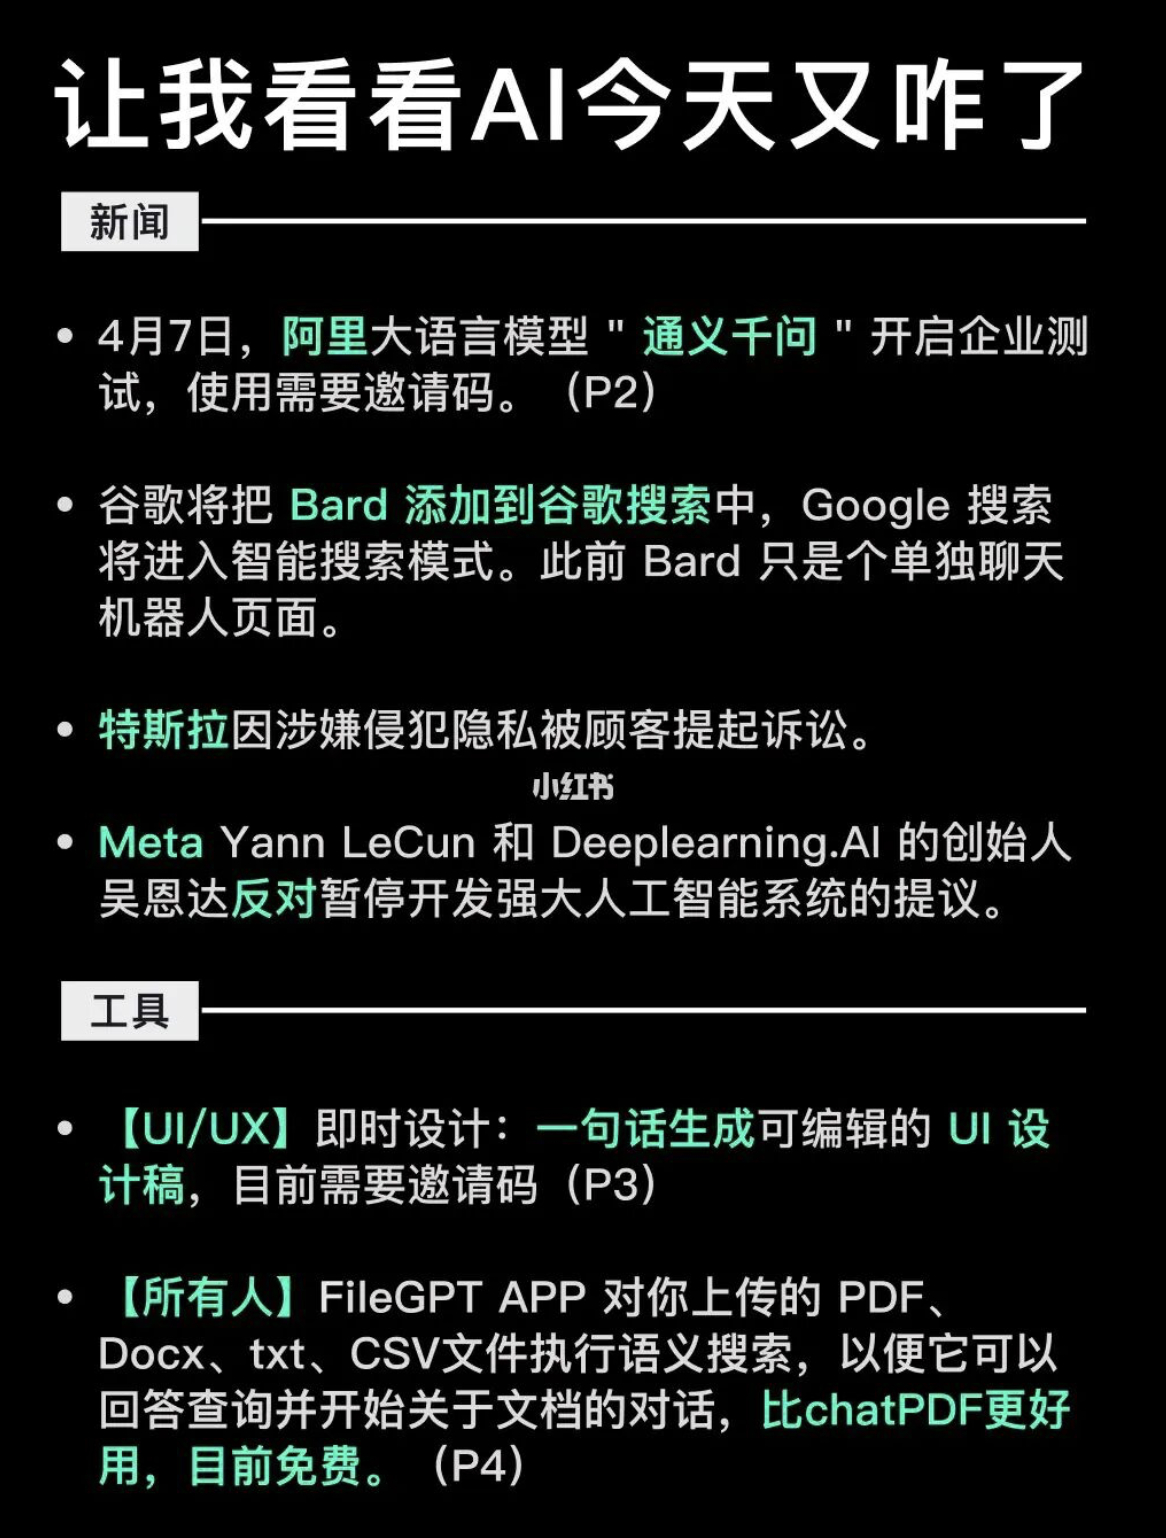 让我看看AI今天又咋了
新闻
• 4月7日，阿里大语言模型 " 通义千问 " 开启企业测
试，使用需要邀请码。（P2）
• 谷歌将把 Bard 添加到谷歌搜索中，Google 搜索
将进入智能搜索模式。此前 Bard 只是个单独聊天
机器人页面。
• 特斯拉因涉嫌侵犯隐私被顾客提起诉讼。
小红书
• Meta Yann LeCun 和 Deeplearning.AI 的创始人
吴恩达反对暂停开发强大人工智能系统的提议。
工具
• 【UI/UX】即时设计：一句话生成可编辑的 UI 设
计稿，目前需要邀请码（P3）
• 【所有人】FileGPT APP 对你上传的 PDF、
Docx、txt、CSV文件执行语义搜索，以便它可以
回答查询并开始关于文档的对话，比chatPDF更好
用，目前免费。（P4）